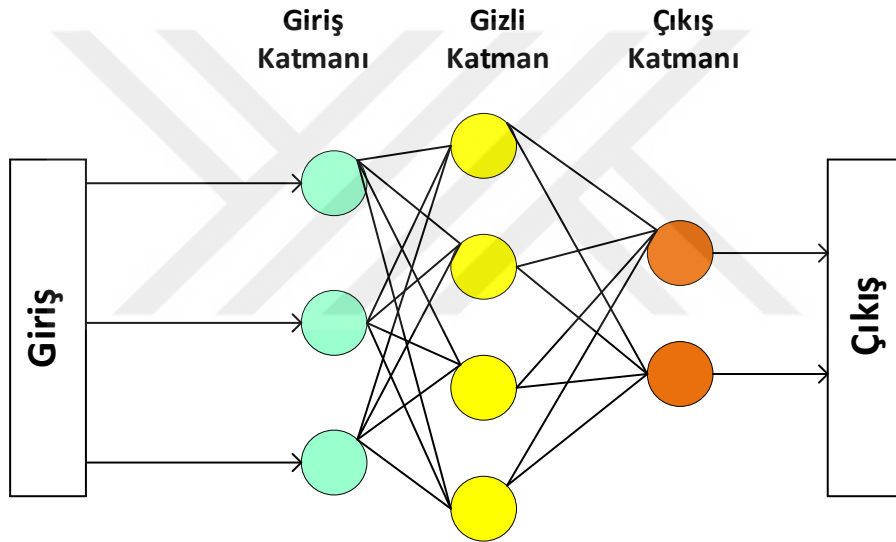 Giriş
Katmanı
Gizli
Katman
Çıkış
Katmanı
Giriş
Çıkış